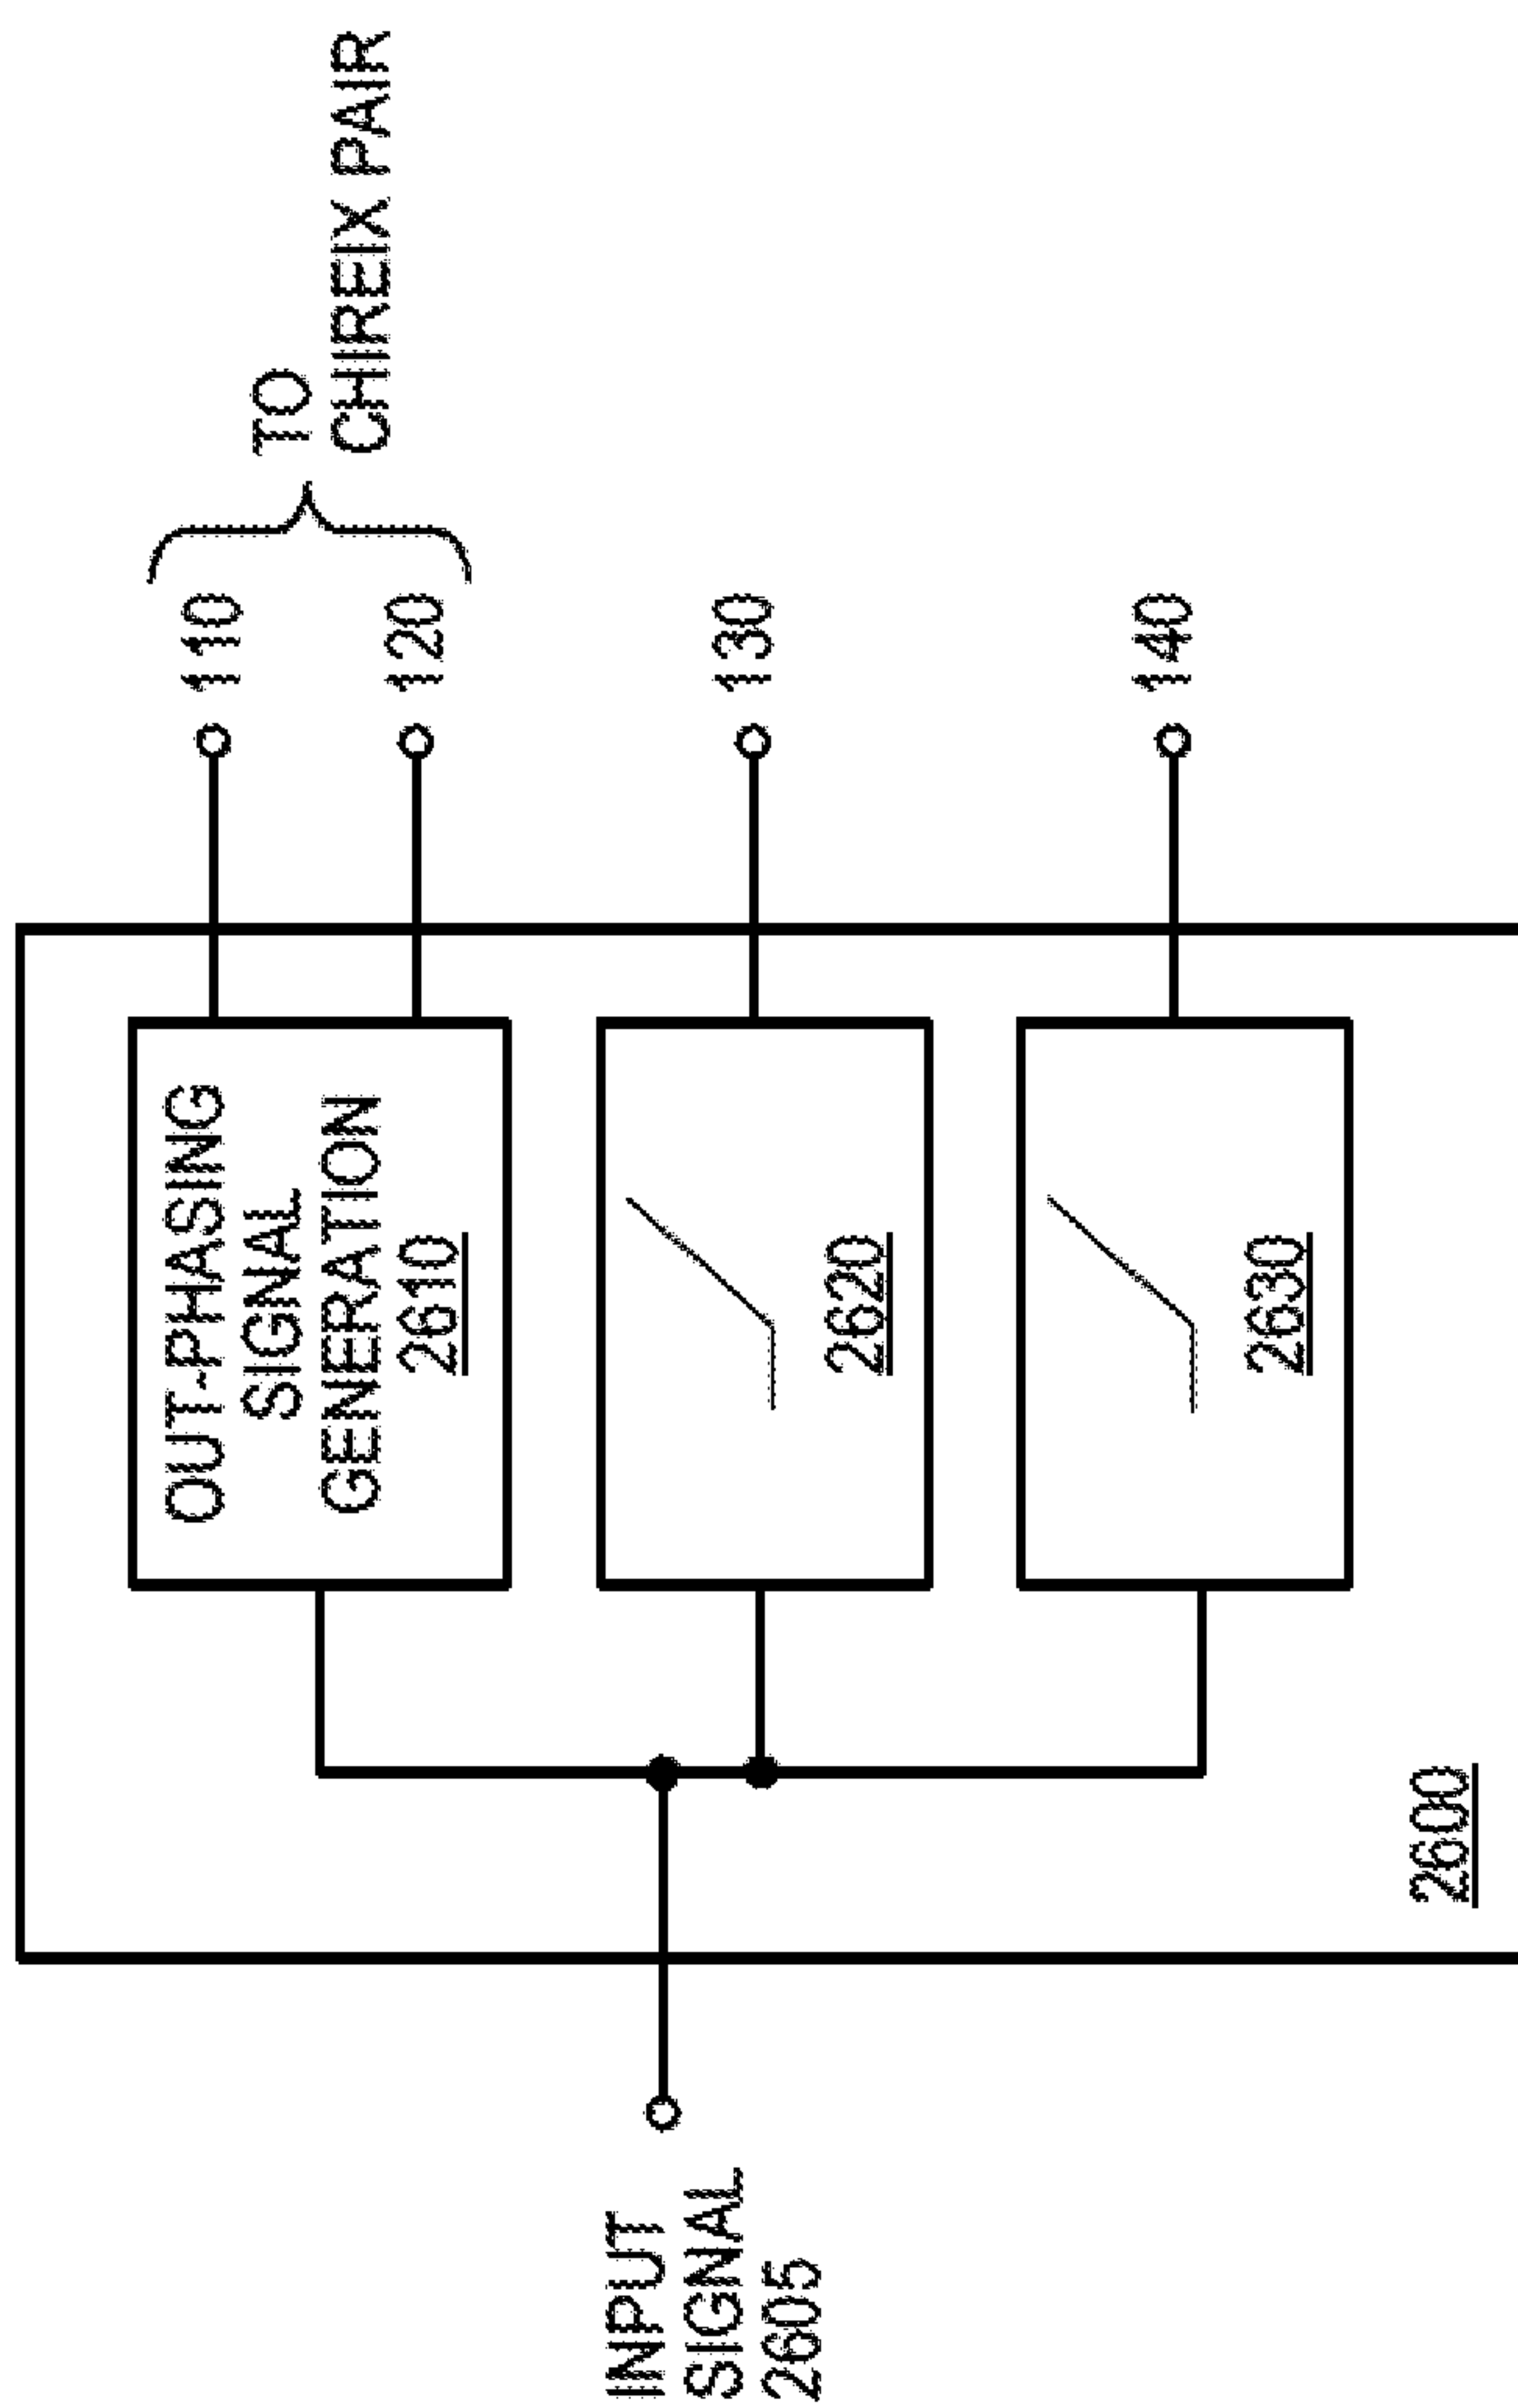 INPUT
SIGNAL
2605
OUT-PHASING
SIGNAL
GENERATION
2610
2620
2630
2600
110
120
130
140
TO
CHIREIX PAIR